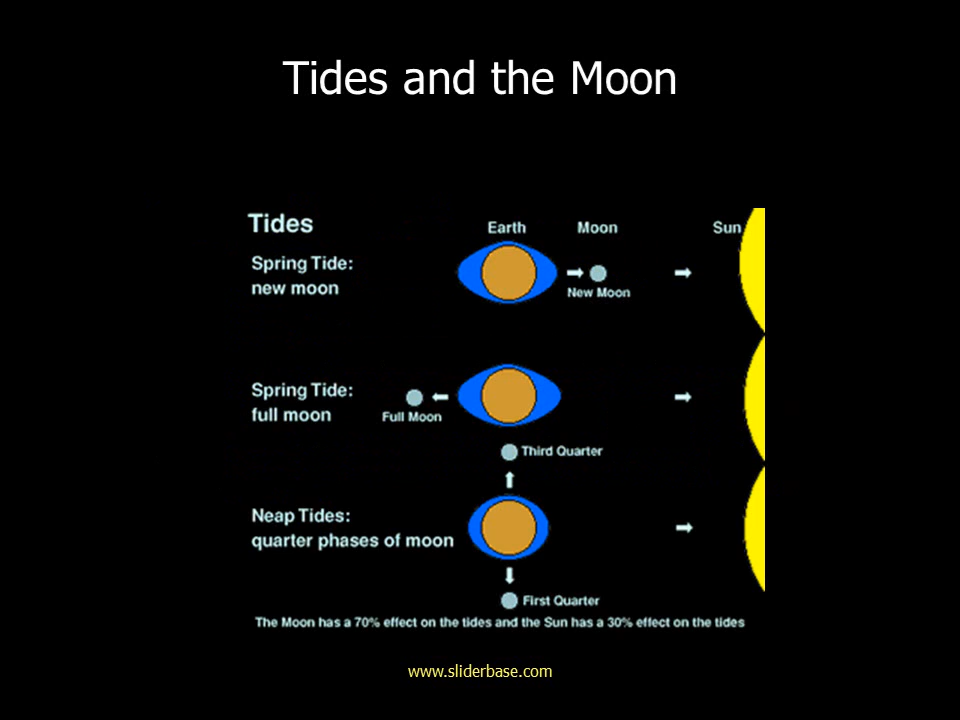 Tides and the Moon
Tides
Earth Moon Sun
Spring Tide:
new moon
New Moon
Spring Tide:
full moon
Full Moon
Third Quarter
Neap Tides:
quarter phases of moon
First Quarter
The Moon has a 70% effect on the tides and the Sun has a 30% effect on the tides
www.sliderbase.com